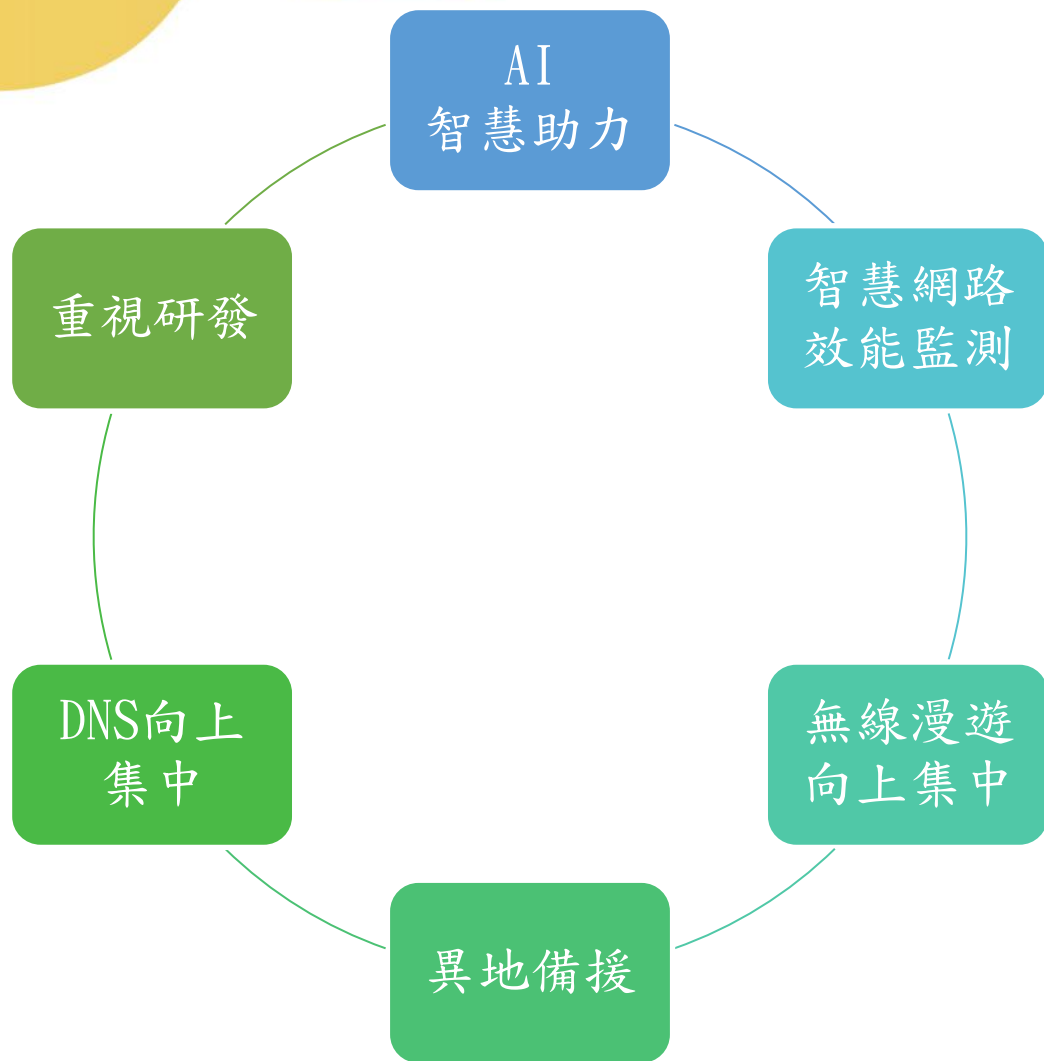 AI
智慧助力
智慧網路
效能監測
無線漫遊
向上集中
異地備援
DNS向上
集中
重視研發